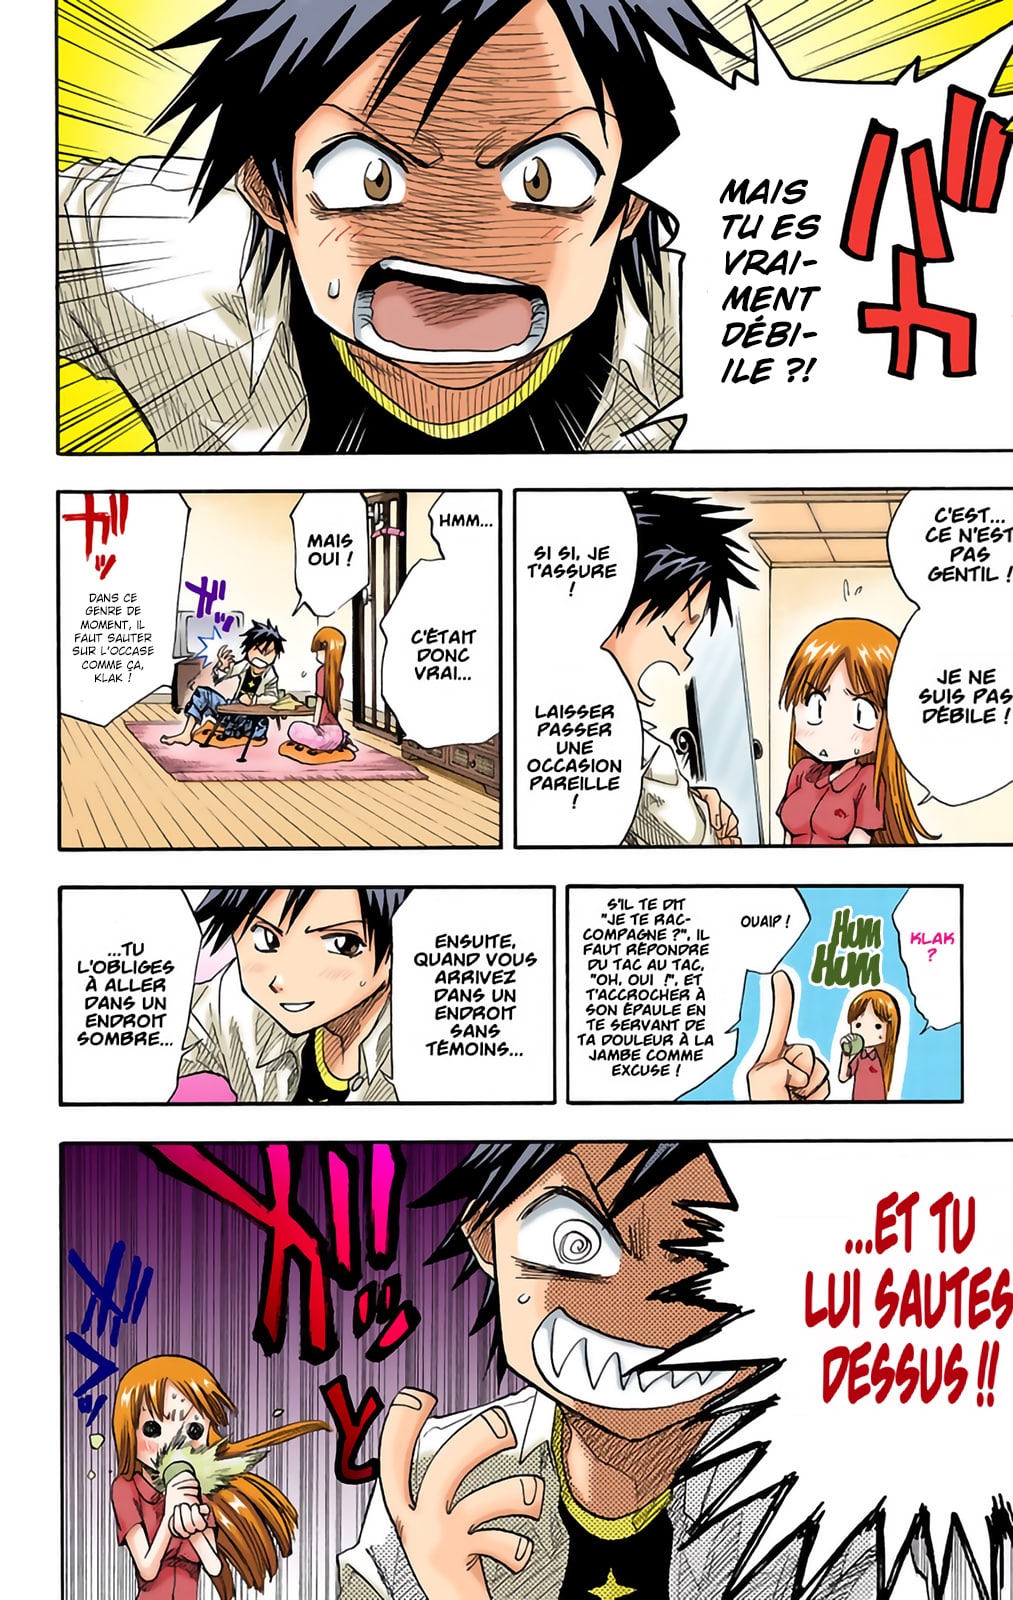 MAIS
TU ES
VRAI-
MENT
DÉBI-
ILE ?!
ガガ
C'EST...
CE N'EST
PAS
GENTIL !
JE NE
SUIS PAS
DÉBILE !
SI SI, JE
T'ASSURE
!
LAISSER
PASSER
UNE
OCCASION
PAREILLE
!
HMM...
C'ÉTAIT
DONC
VRAI...
MAIS
OUI !
DANS CE
GENRE DE
MOMENT, IL
FAUT SAUTER
SUR L'OCCASE
COMME ÇA,
KLAK !
KLAK
?
HUM
HUM
OUAIP !
S'IL TE DIT
"JE TE RAC-
COMPAGNE ?", IL
FAUT RÉPONDRE
DU TAC AU TAC,
"OH, OUI !", ET
T'ACCROCHER À
SON ÉPAULE EN
TE SERVANT DE
TA DOULEUR À LA
JAMBE COMME
EXCUSE !
ENSUITE,
QUAND VOUS
ARRIVEZ
DANS UN
ENDROIT
SANS
TÉMOINS...
...TU
L'OBLIGES
À ALLER
DANS UN
ENDROIT
SOMBRE...
...ET TU
LUI SAUTES
DESSUS !!